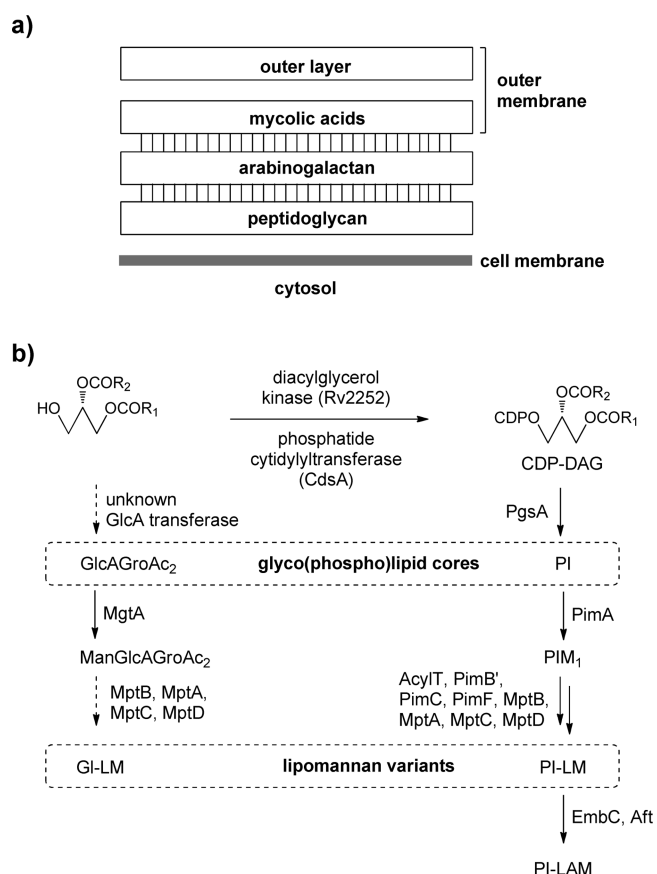 a)
outer layer
outer
membrane
mycolic acids
arabinogalactan
peptidoglycan
cell membrane
cytosol
b)
OCOR2
HO
OCOR1
diacylglycerol
kinase (Rv2252)
phosphatide
cytidylyltransferase
(CdsA)
OCOR2
CDPO
OCOR1
CDP-DAG
unknown
GlcA transferase
PgsA
GlcAGroAc2
glyco(phospho)lipid cores
PI
MgtA
PimA
ManGlcAGroAc2
PIM1
MptB, MptA,
MptC, MptD
AcylT, PimB',
PimC, PimF, MptB,
MptA, MptC, MptD
Gl-LM
lipomannan variants
PI-LM
EmbC, Aft
PI-LAM